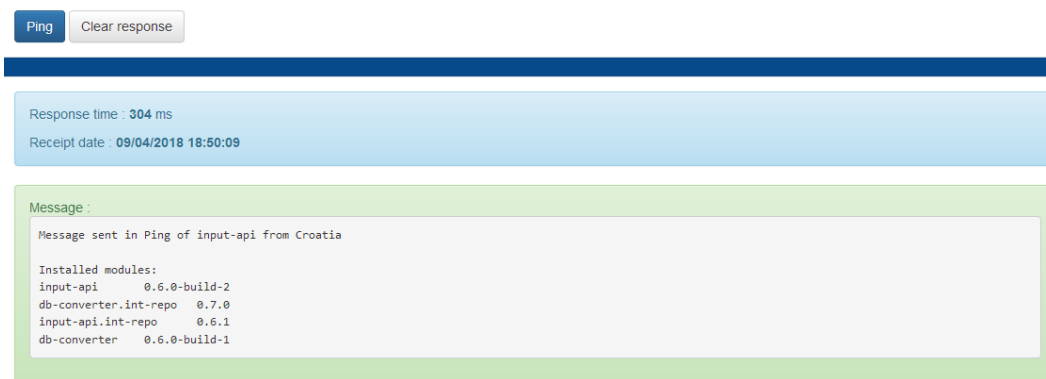 Ping Clear response
Response time : 304 ms
Receipt date : 09/04/2018 18:50:09
Message :
Message sent in Ping of input-api from Croatia
Installed modules:
input-api 0.6.0-build-2
db-converter.int-repo 0.7.0
input-api.int-repo 0.6.1
db-converter 0.6.0-build-1